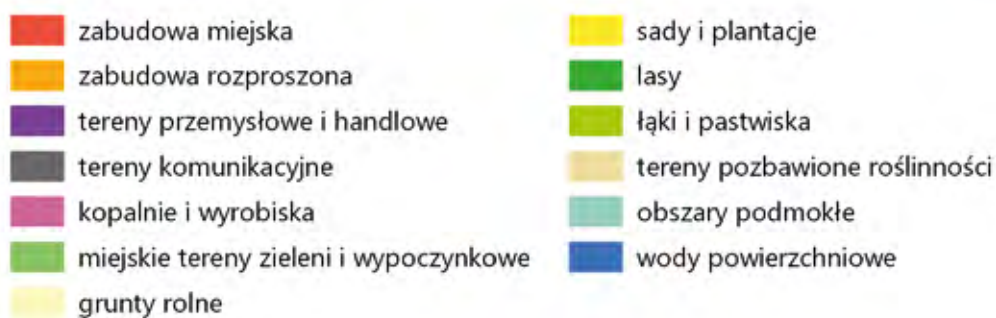 zabudowa miejska
zabudowa rozproszona
tereny przemysłowe i handlowe
tereny komunikacyjne
kopalnie i wyrobiska
miejskie tereny zieleni i wypoczynkowe
grunty rolne
sady i plantacje
lasy
łąki i pastwiska
tereny pozbawione roślinności
obszary podmokłe
wody powierzchniowe